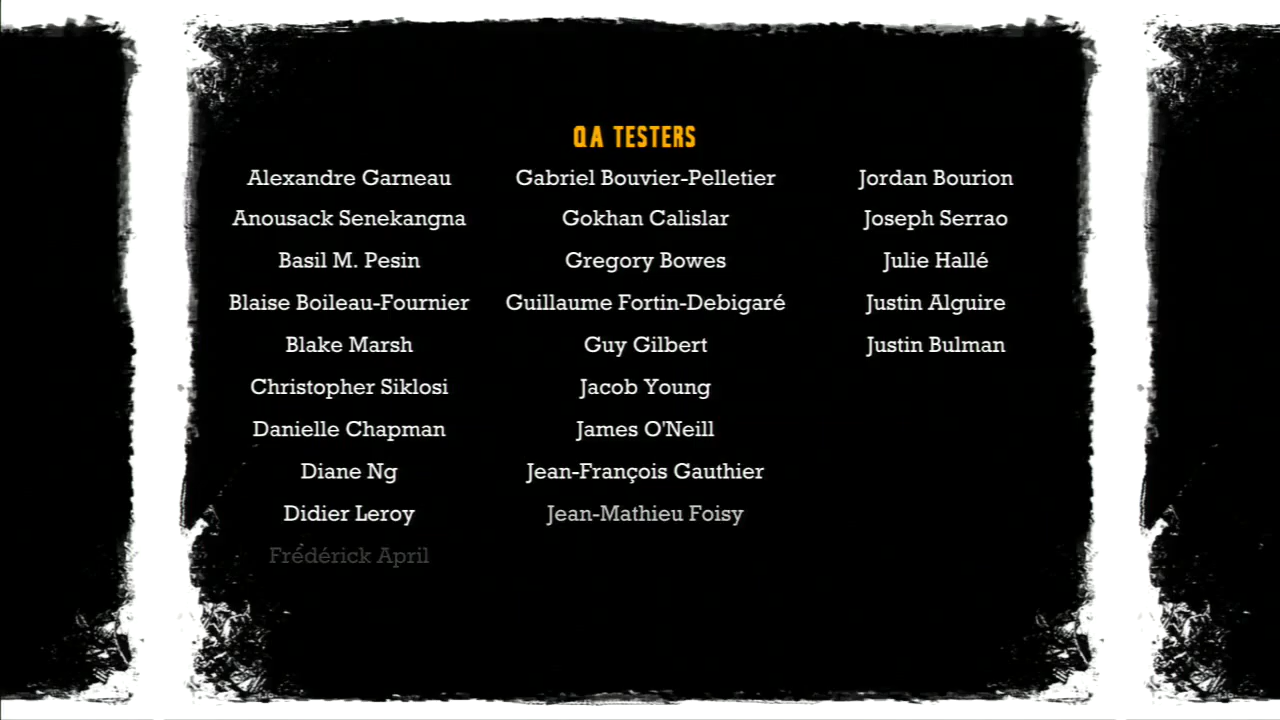 QA TESTERS
Alexandre Garneau
Anousack Senekangna
Basil M. Pesin
Blaise Boileau-Fournier
Blake Marsh
Christopher Siklosi
Danielle Chapman
Diane Ng
Didier Leroy
Frédérick April
Gabriel Bouvier-Pelletier
Gokhan Calislar
Gregory Bowes
Guillaume Fortin-Debigaré
Guy Gilbert
Jacob Young
James O'Neill
Jean-François Gauthier
Jean-Mathieu Foisy
Jordan Bourion
Joseph Serrao
Julie Hallé
Justin Alguire
Justin Bulman